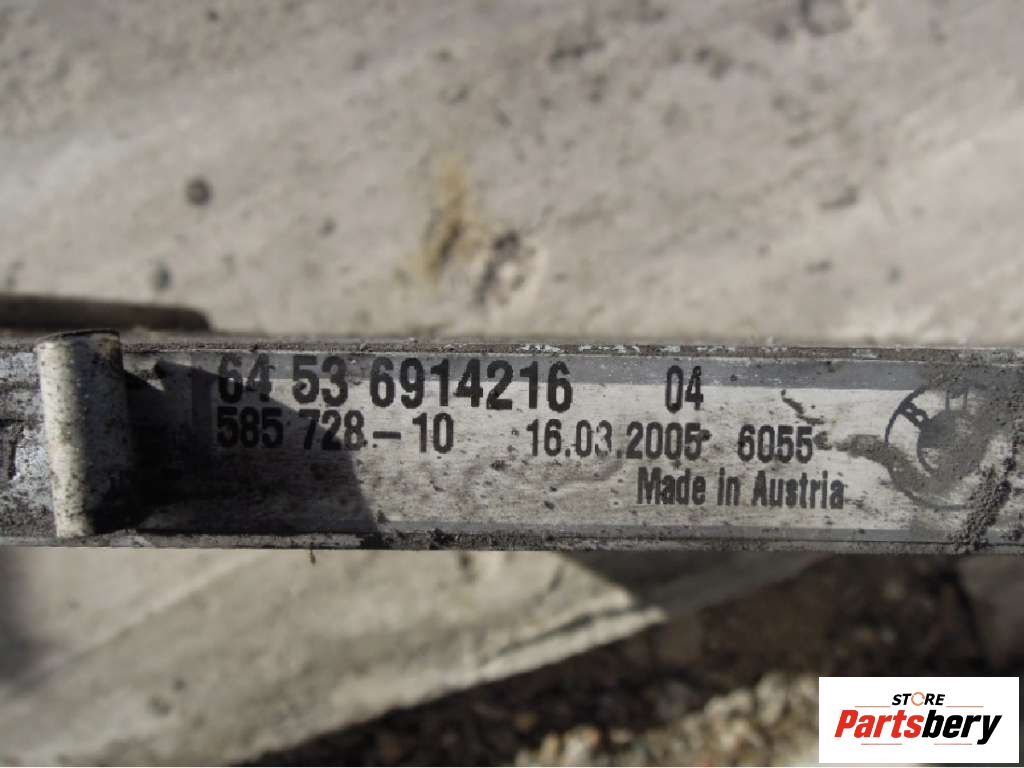 64 53 6914216 04
585 728-10 16.03.2005 6055
Made in Austria
STORE
Partsbery